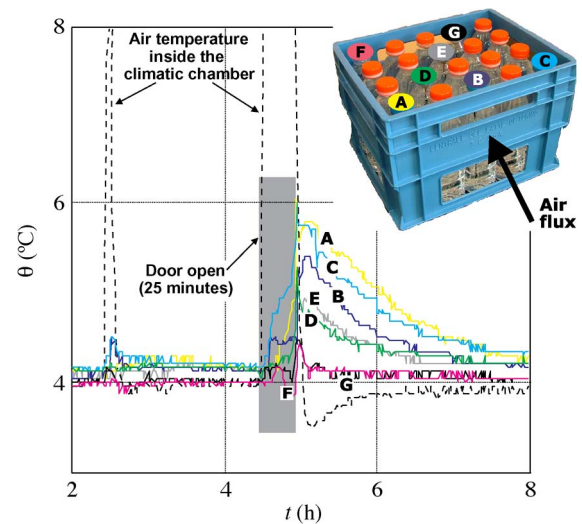 8
Air temperature
inside the
climatic chamber
6
θ (ºC)
Door open
(25 minutes)
4
2
4
6
8
t (h)
A
C
B
E
D
F
G
G
F
E
C
D
B
A
Air
flux